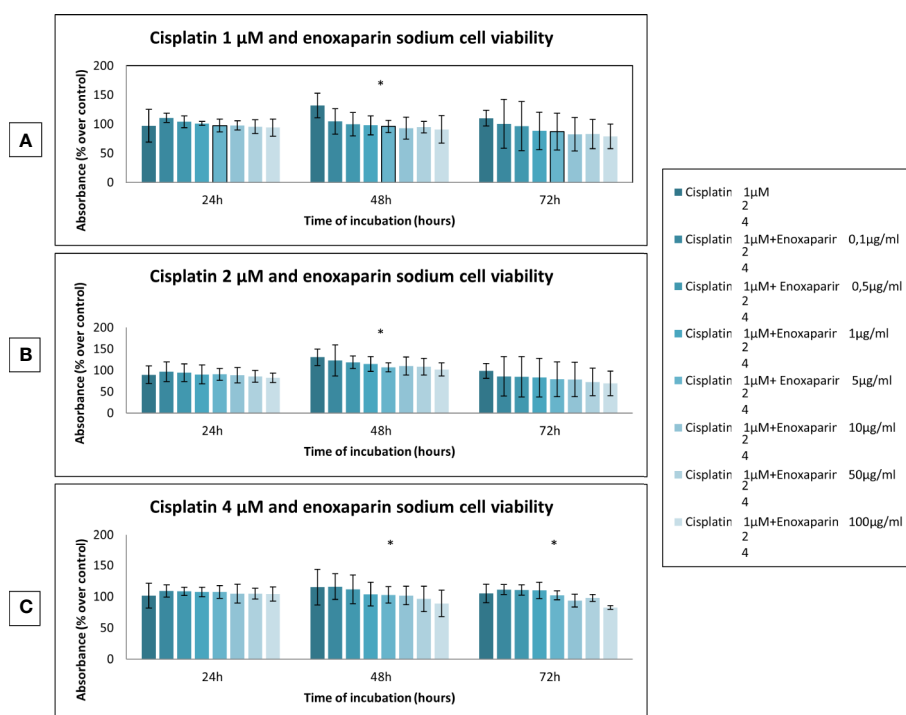 A
Cisplatin 1 µM and enoxaparin sodium cell viability
Absorbance (% over control)
200
150
100
50
0
*
24h
48h
72h
Time of incubation (hours)
B
Cisplatin 2 µM and enoxaparin sodium cell viability
Absorbance (% over control)
200
150
100
50
0
*
24h
48h
72h
Time of incubation (hours)
C
Cisplatin 4 µM and enoxaparin sodium cell viability
Absorbance (% over control)
200
150
100
50
0
*
*
24h
48h
72h
Time of incubation (hours)
Cisplatin 1µM
2
4
Cisplatin 1µM+Enoxaparin 0,1µg/ml
2
4
Cisplatin 1µM+ Enoxaparin 0,5µg/ml
2
4
Cisplatin 1µM+Enoxaparin 1µg/ml
2
4
Cisplatin 1µM+ Enoxaparin 5µg/ml
2
4
Cisplatin 1µM+Enoxaparin 10µg/ml
2
4
Cisplatin 1µM+Enoxaparin 50µg/ml
2
4
Cisplatin 1µM+Enoxaparin 100µg/ml
2
4